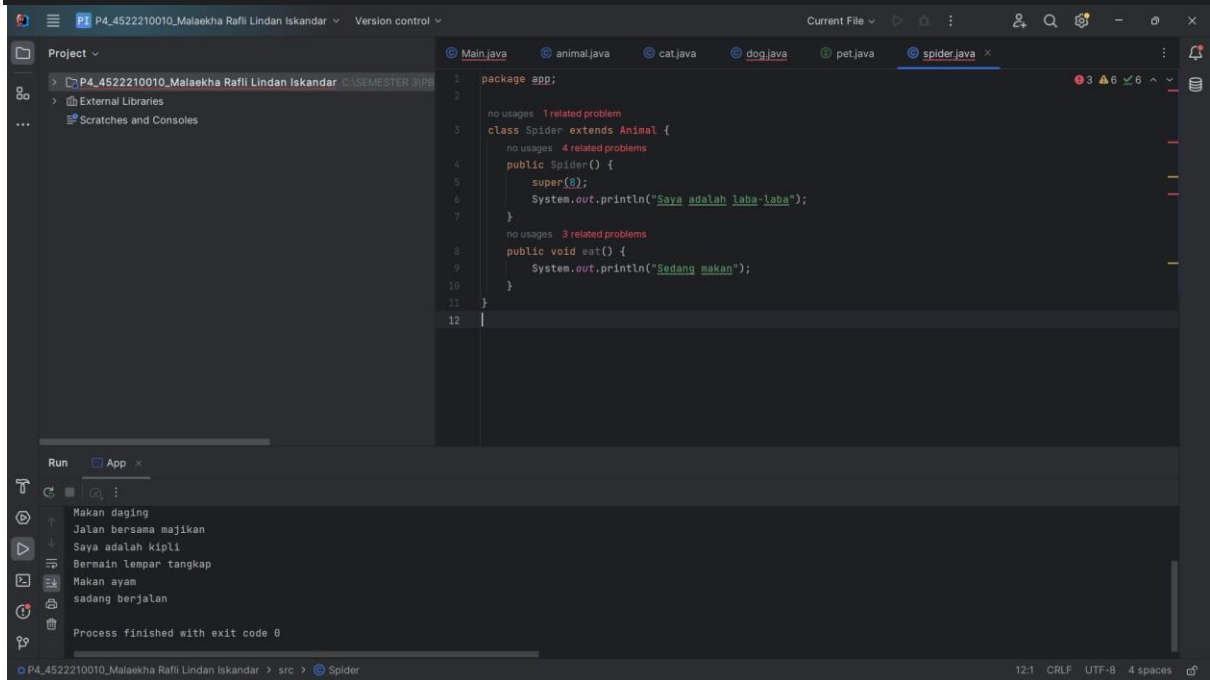 PI P4_4522210010_Malaekha Rafli Lindan Iskandar Version control Current File
Project
Main.java animal.java cat.java dog.java pet.java spider.java
P4_4522210010_Malaekha Rafli Lindan Iskandar C:\SEMESTER 3\PB
External Libraries
Scratches and Consoles
3 6 6
1 package app;
2
no usages 1 related problem
3 class Spider extends Animal {
no usages 4 related problems
4 public Spider() {
5 super(8);
6 System.out.println("Saya adalah laba-laba");
7 }
no usages 3 related problems
8 public void eat() {
9 System.out.println("Sedang makan");
10 }
11 }
12
Run App
Makan daging
Jalan bersama majikan
Saya adalah kipli
Bermain lempar tangkap
Makan ayam
sadang berjalan
Process finished with exit code 0
P4_4522210010_Malaekha Rafli Lindan Iskandar > src > Spider 12:1 CRLF UTF-8 4 spaces